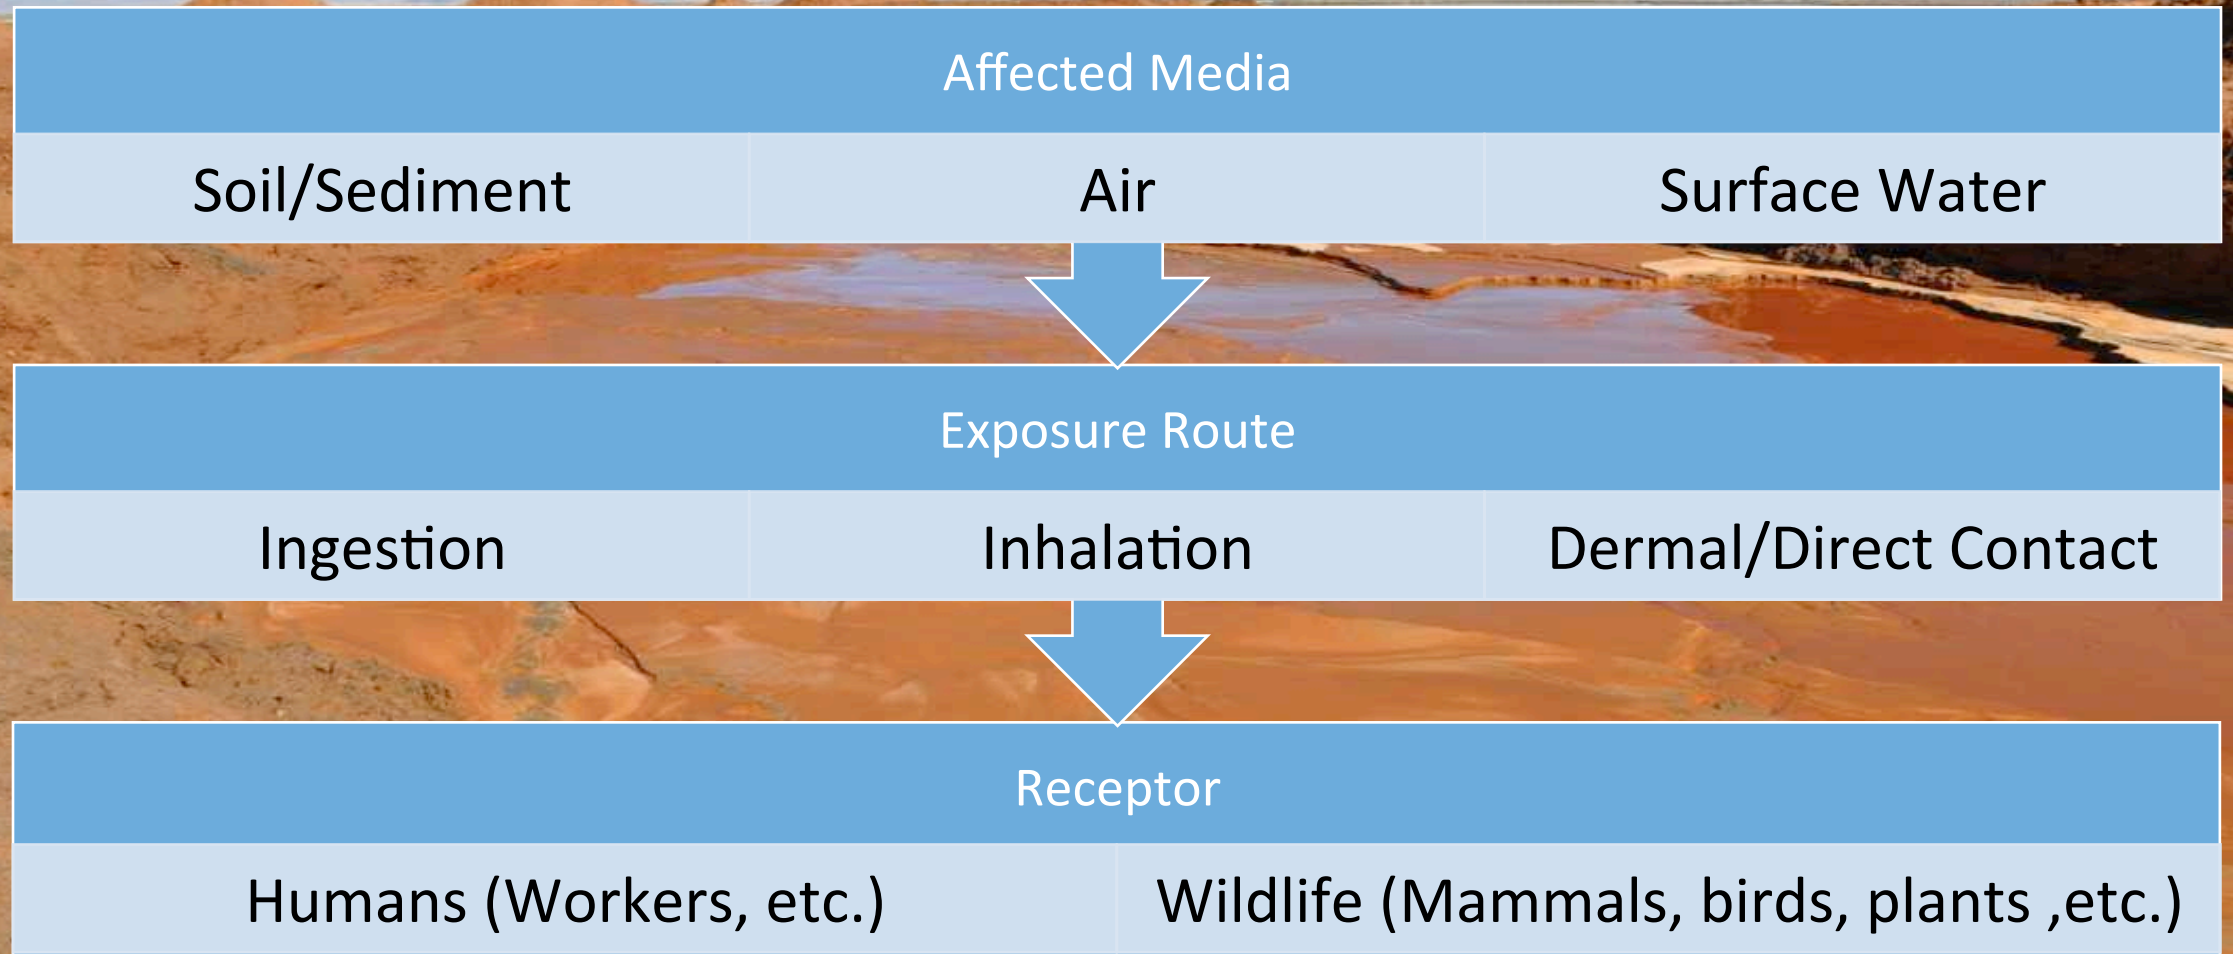 Affected Media
Soil/Sediment
Air
Surface Water
Exposure Route
Ingestion
Inhalation
Dermal/Direct Contact
Receptor
Humans (Workers, etc.)
Wildlife (Mammals, birds, plants ,etc.)